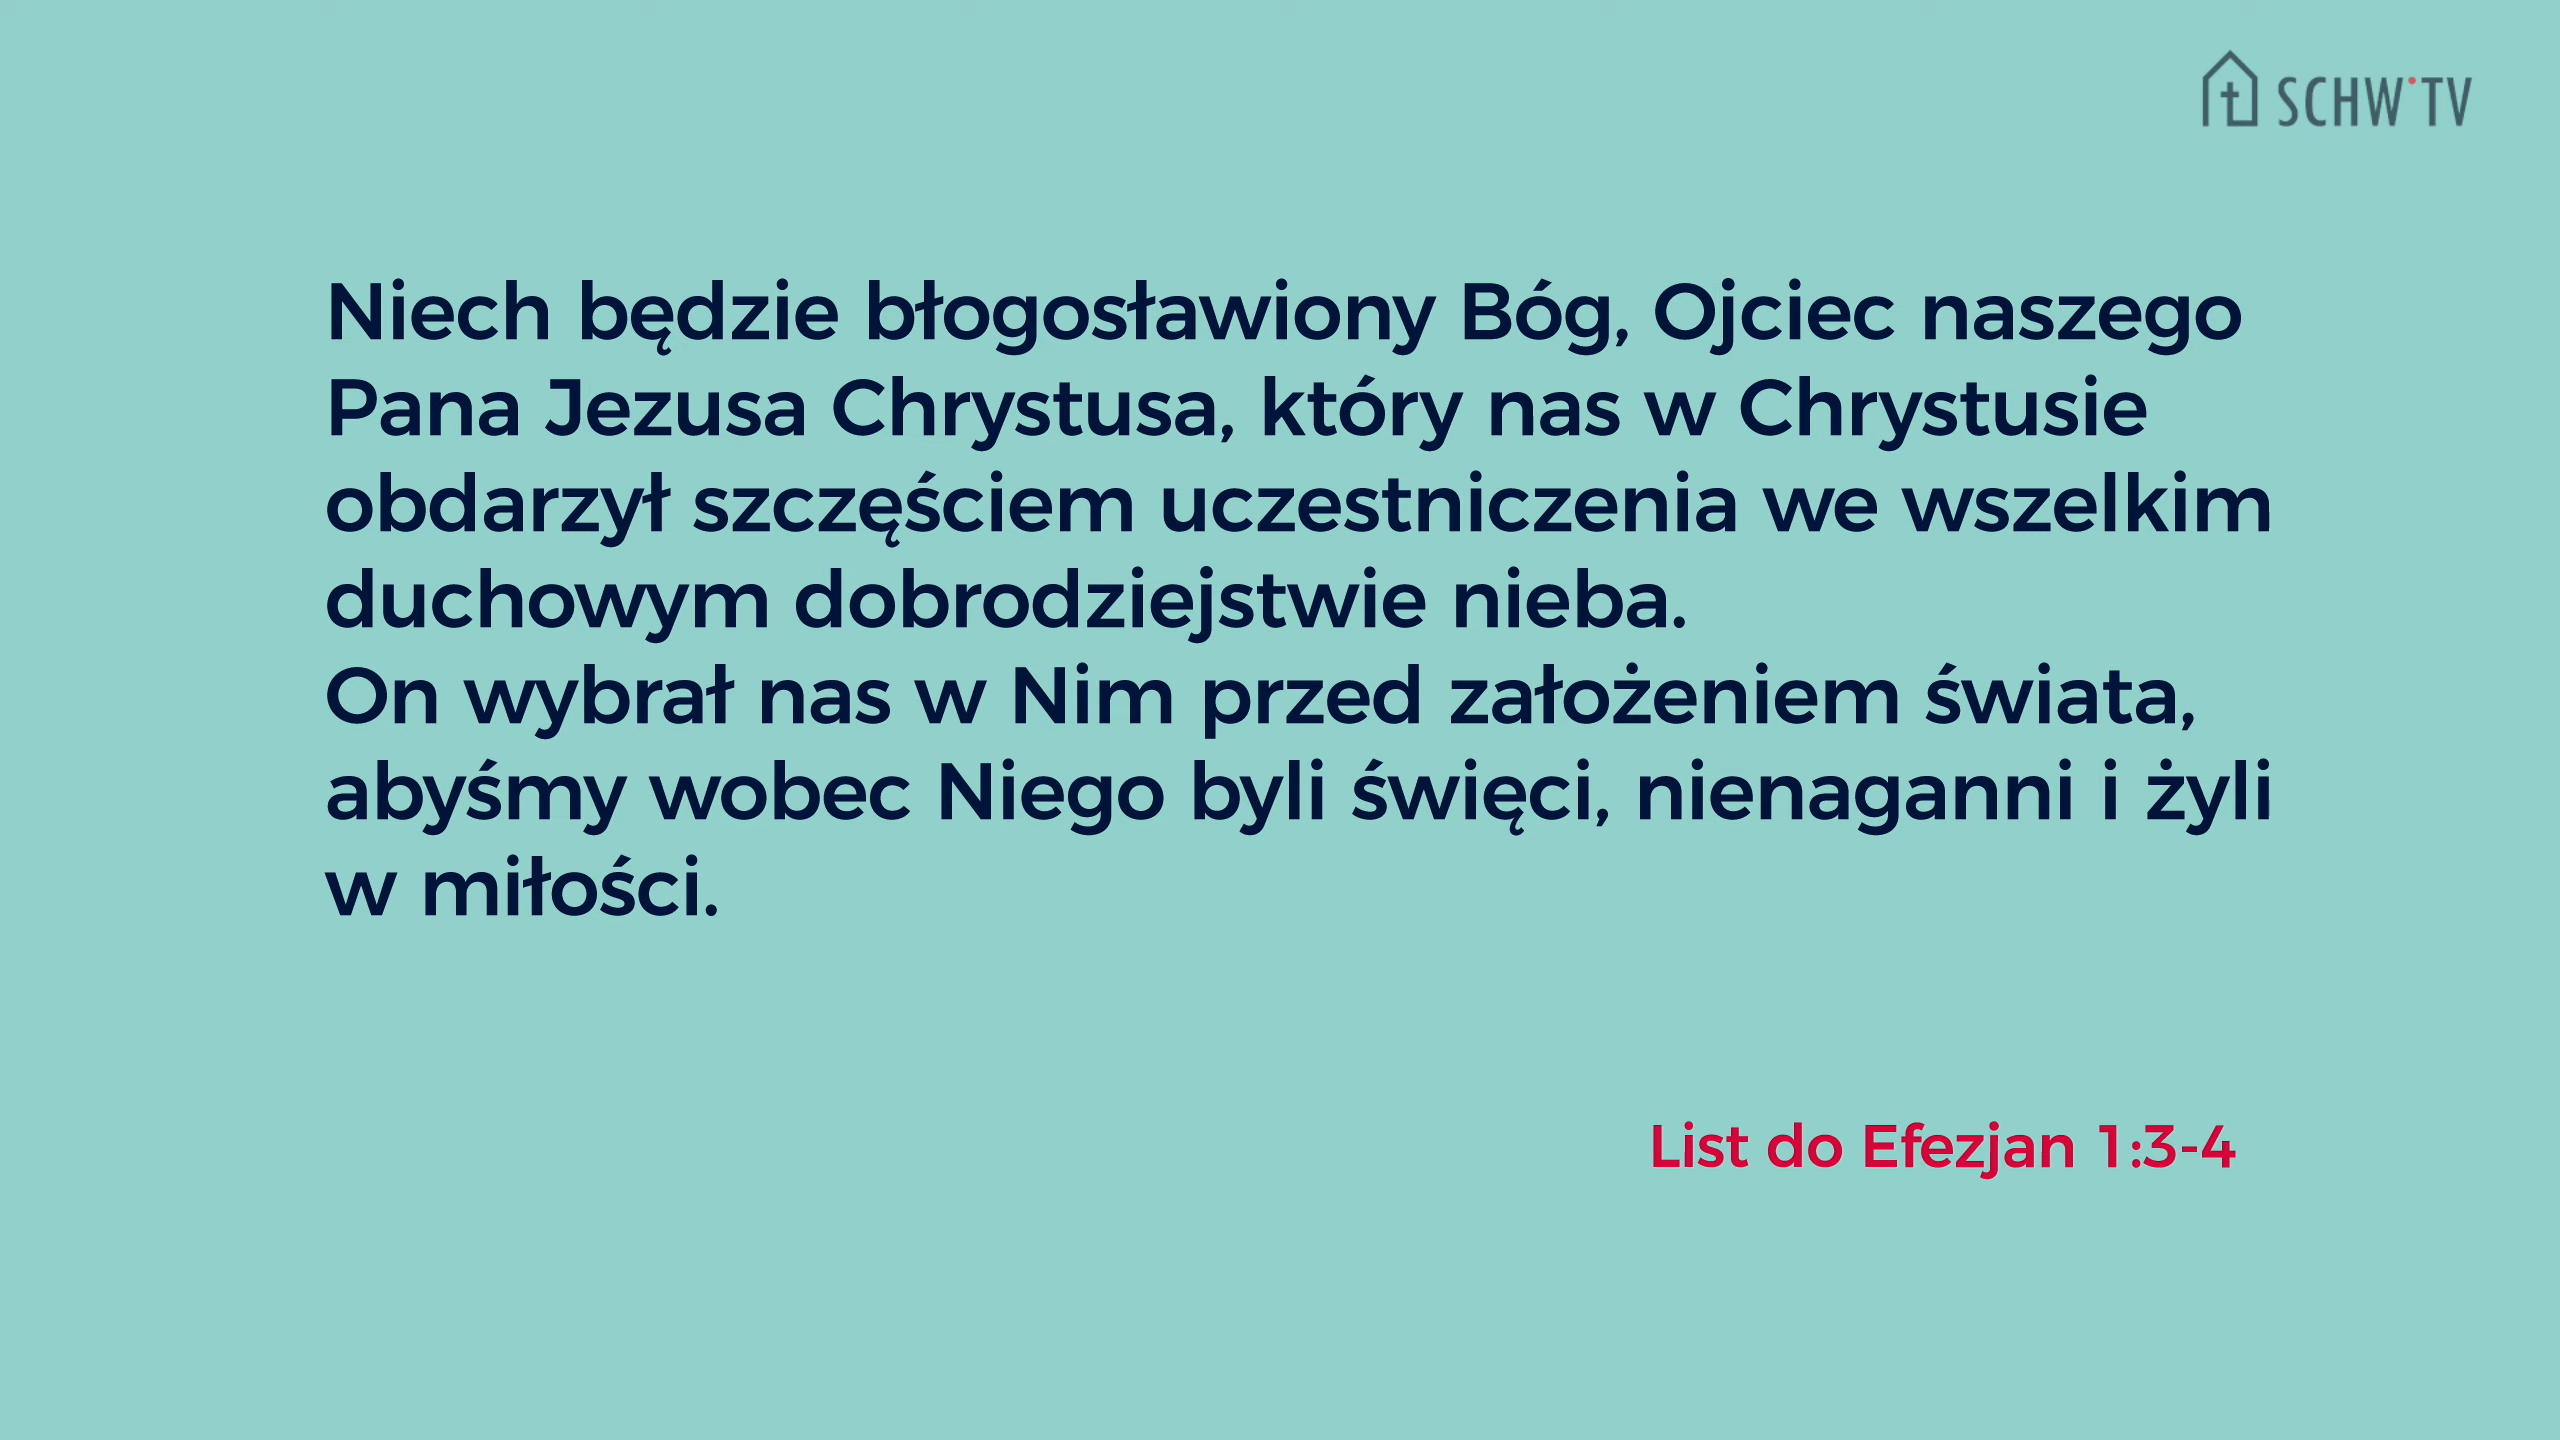 SCHW•TV
Niech będzie błogosławiony Bóg, Ojciec naszego
Pana Jezusa Chrystusa, który nas w Chrystusie
obdarzył szczęściem uczestniczenia we wszelkim
duchowym dobrodziejstwie nieba.
On wybrał nas w Nim przed założeniem świata,
abyśmy wobec Niego byli święci, nienaganni i żyli
w miłości.
List do Efezjan 1:3-4